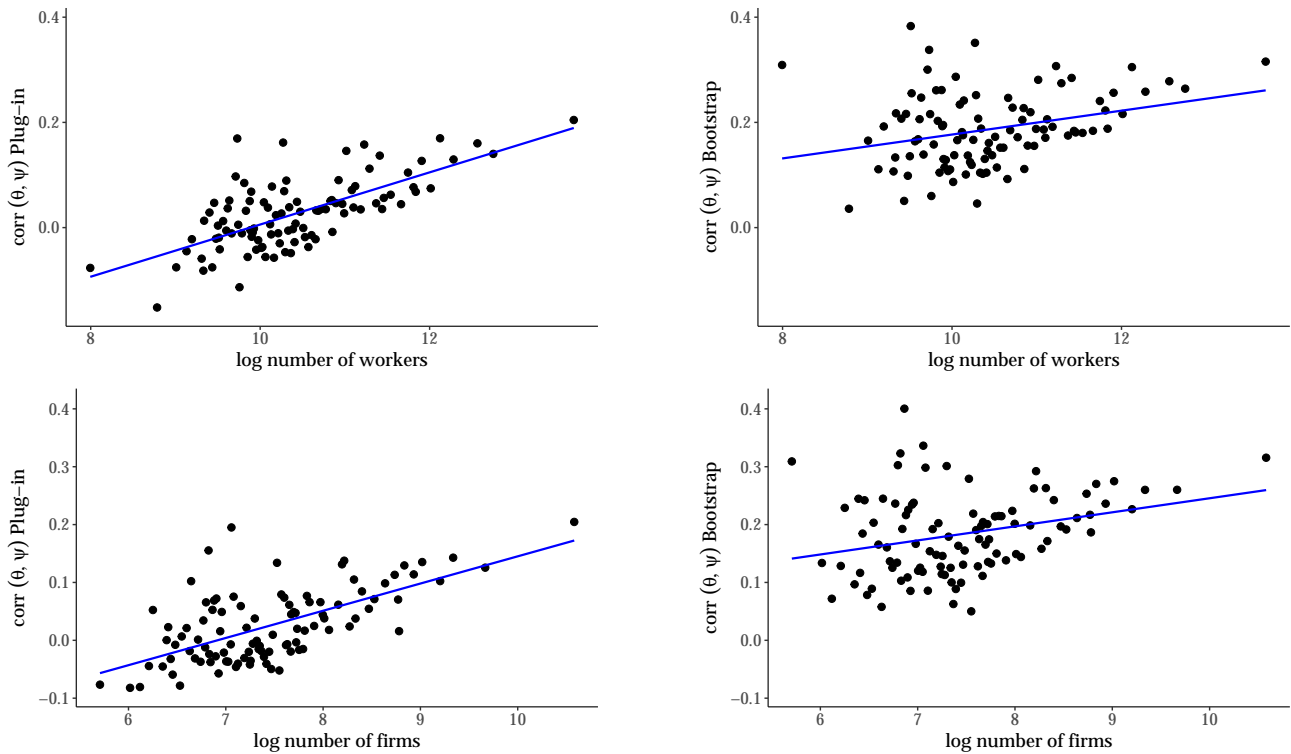 0.4
0.2
0.0
corr (θ, ψ) Plug−in
8 10 12
log number of workers
0.4
0.2
0.0
corr (θ, ψ) Bootstrap
8 10 12
log number of workers
0.4
0.3
0.2
0.1
0.0
−0.1
corr (θ, ψ) Plug−in
6 7 8 9 10
log number of firms
0.4
0.3
0.2
0.1
0.0
−0.1
corr (θ, ψ) Bootstrap
6 7 8 9 10
log number of firms